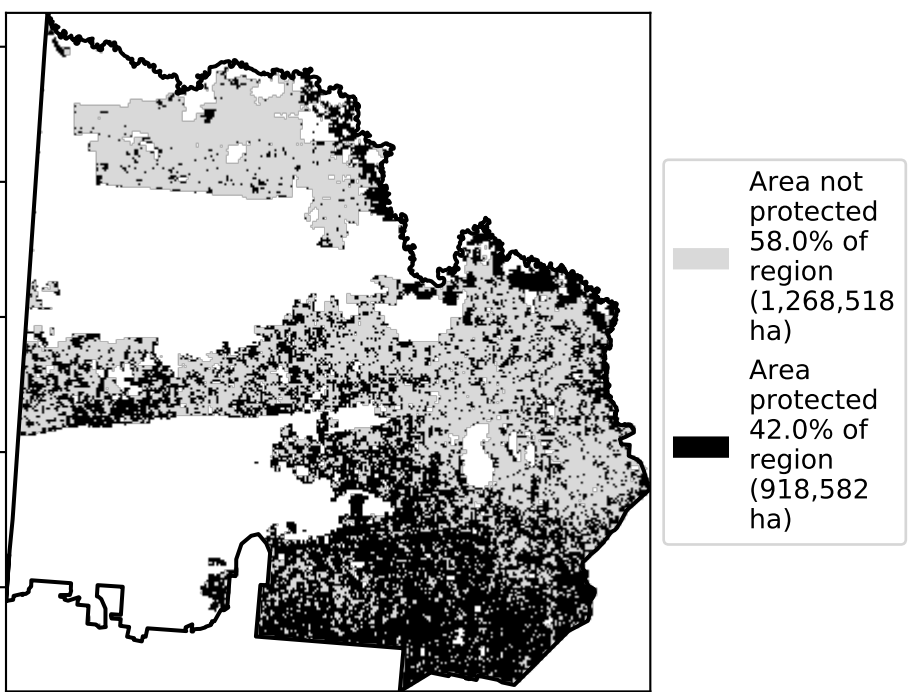 Area not
protected
58.0% of
region
(1,268,518
ha)
Area
protected
42.0% of
region
(918,582
ha)